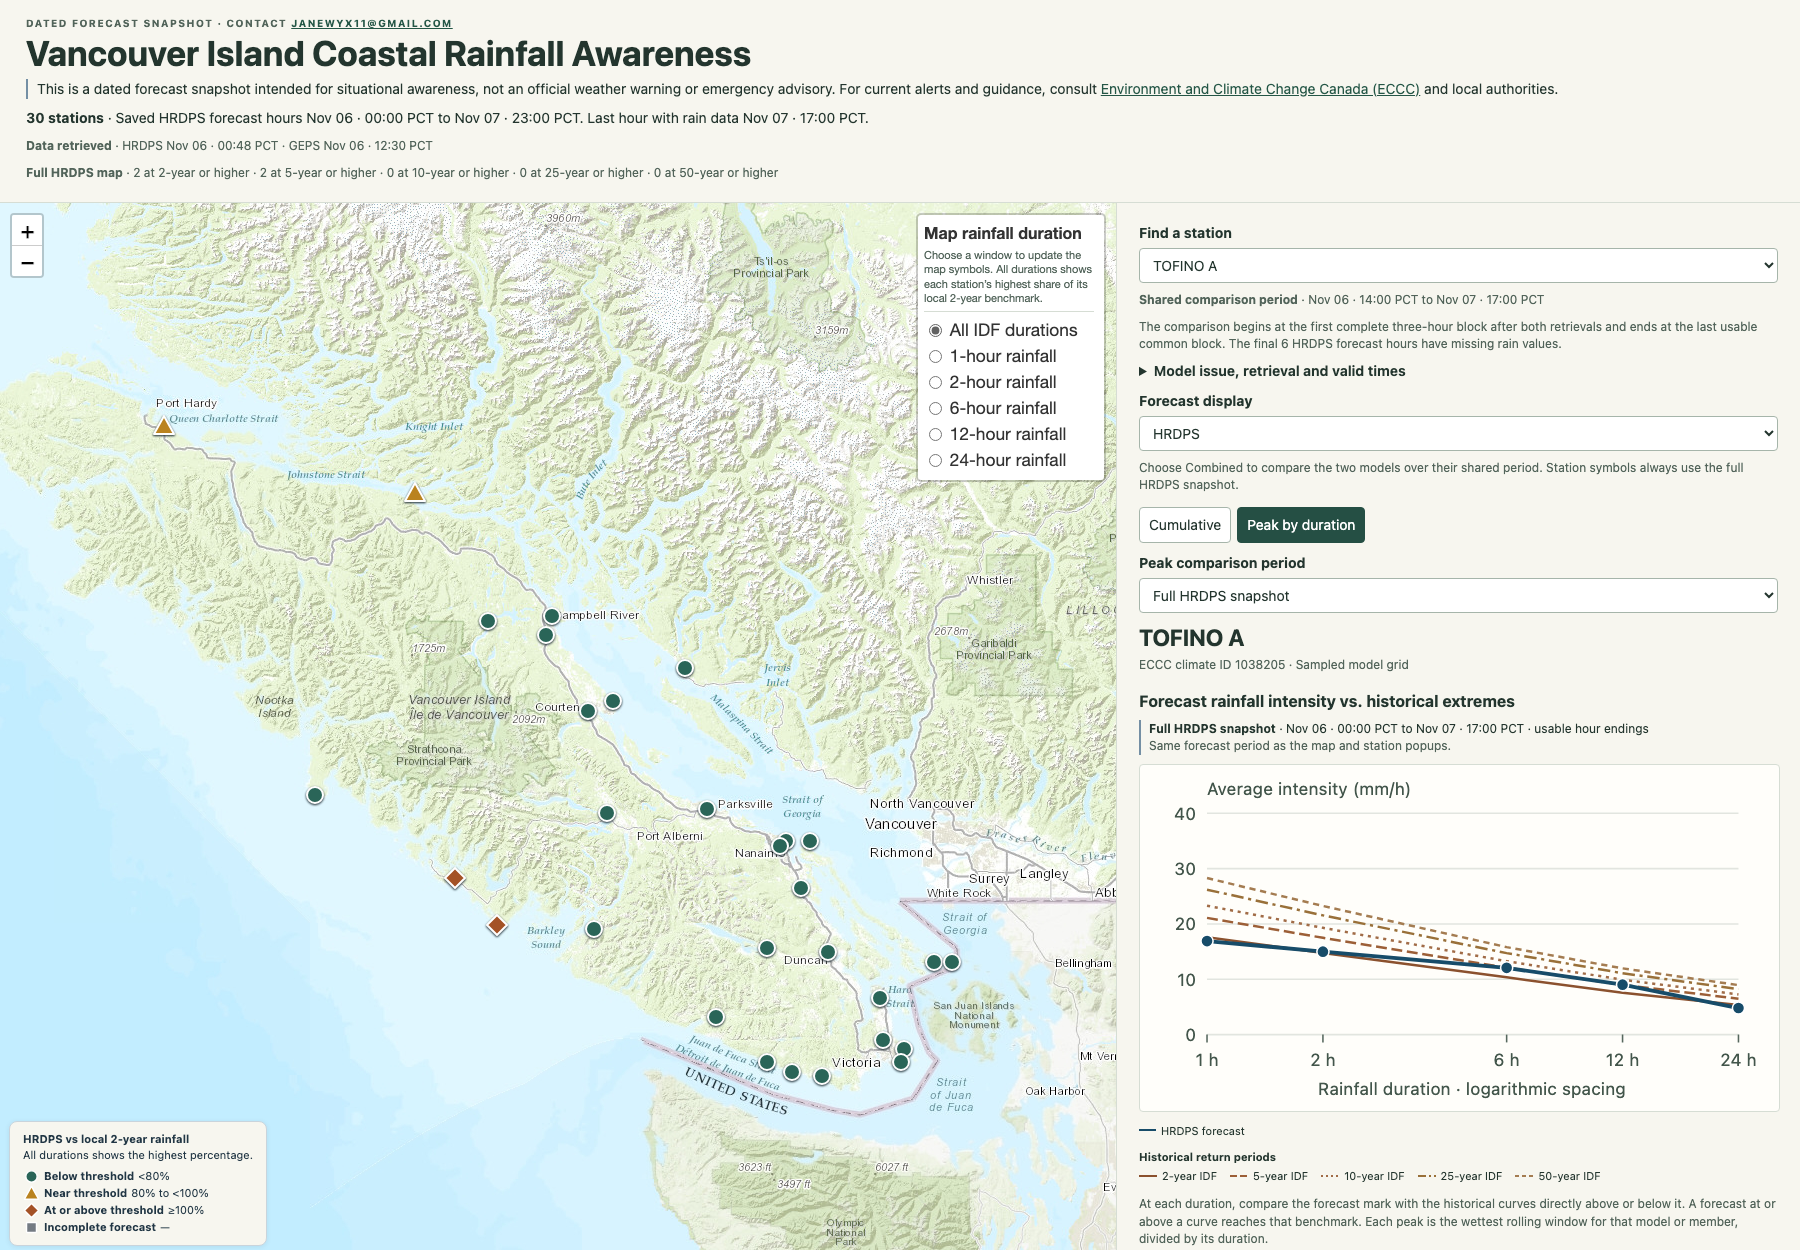 DATED FORECAST SNAPSHOT · CONTACT JANEWYX11@GMAIL.COM
Vancouver Island Coastal Rainfall Awareness
This is a dated forecast snapshot intended for situational awareness, not an official weather warning or emergency advisory. For current alerts and guidance, consult Environment and Climate Change Canada (ECCC) and local authorities.
30 stations · Saved HRDPS forecast hours Nov 06 · 00:00 PCT to Nov 07 · 23:00 PCT. Last hour with rain data Nov 07 · 17:00 PCT.
Data retrieved · HRDPS Nov 06 · 00:48 PCT · GEPS Nov 06 · 12:30 PCT
Full HRDPS map · 2 at 2-year or higher · 2 at 5-year or higher · 0 at 10-year or higher · 0 at 25-year or higher · 0 at 50-year or higher
+
−
3960m
Ts'il-os
Provincial Park
3159m
Port Hardy
Queen Charlotte Strait
Knight Inlet
Johnstone Strait
Bute Inlet
Whistler
LILLOO
2678m
Garibaldi
Provincial Park
ampbell River
1725m
Jervis
Inlet
Nootka
Island
Vancouver Island
Île de Vancouver
2092m
Courten
Malaspina Strait
Strathcona
Provincial Park
Parksville
Strait of
Georgia
North Vancouver
Vancouver
Port Alberni
Fraser River
Nanaim
Richmond
Surrey
Langley
White Rock
Abb
Strait of
Georgia
Barkley
Sound
Duncan
Bellingham
Haro
Strait
San Juan Islands
National
Monument
Juan de Fuca S
Détroit de Juan de Fuca
Victoria
Mt Vern
UNITED STATES
Strait
of Juan
de Fuca
Oak Harbor
3623 ft
6027 ft
3497 ft
Ev
Olympic
National
Park
Map rainfall duration
Choose a window to update the
map symbols. All durations shows
each station's highest share of its
local 2-year benchmark.
All IDF durations
1-hour rainfall
2-hour rainfall
6-hour rainfall
12-hour rainfall
24-hour rainfall
HRDPS vs local 2-year rainfall
All durations shows the highest percentage.
Below threshold <80%
Near threshold 80% to <100%
At or above threshold ≥100%
Incomplete forecast —
Find a station
TOFINO A
Shared comparison period · Nov 06 · 14:00 PCT to Nov 07 · 17:00 PCT
The comparison begins at the first complete three-hour block after both retrievals and ends at the last usable
common block. The final 6 HRDPS forecast hours have missing rain values.
Model issue, retrieval and valid times
Forecast display
HRDPS
Choose Combined to compare the two models over their shared period. Station symbols always use the full
HRDPS snapshot.
Cumulative
Peak by duration
Peak comparison period
Full HRDPS snapshot
TOFINO A
ECCC climate ID 1038205 · Sampled model grid
Forecast rainfall intensity vs. historical extremes
Full HRDPS snapshot · Nov 06 · 00:00 PCT to Nov 07 · 17:00 PCT · usable hour endings
Same forecast period as the map and station popups.
Average intensity (mm/h)
40
30
20
10
0
1 h
2 h
6 h
12 h
24 h
Rainfall duration · logarithmic spacing
HRDPS forecast
Historical return periods
2-year IDF
5-year IDF
10-year IDF
25-year IDF
50-year IDF
At each duration, compare the forecast mark with the historical curves directly above or below it. A forecast at or
above a curve reaches that benchmark. Each peak is the wettest rolling window for that model or member,
divided by its duration.